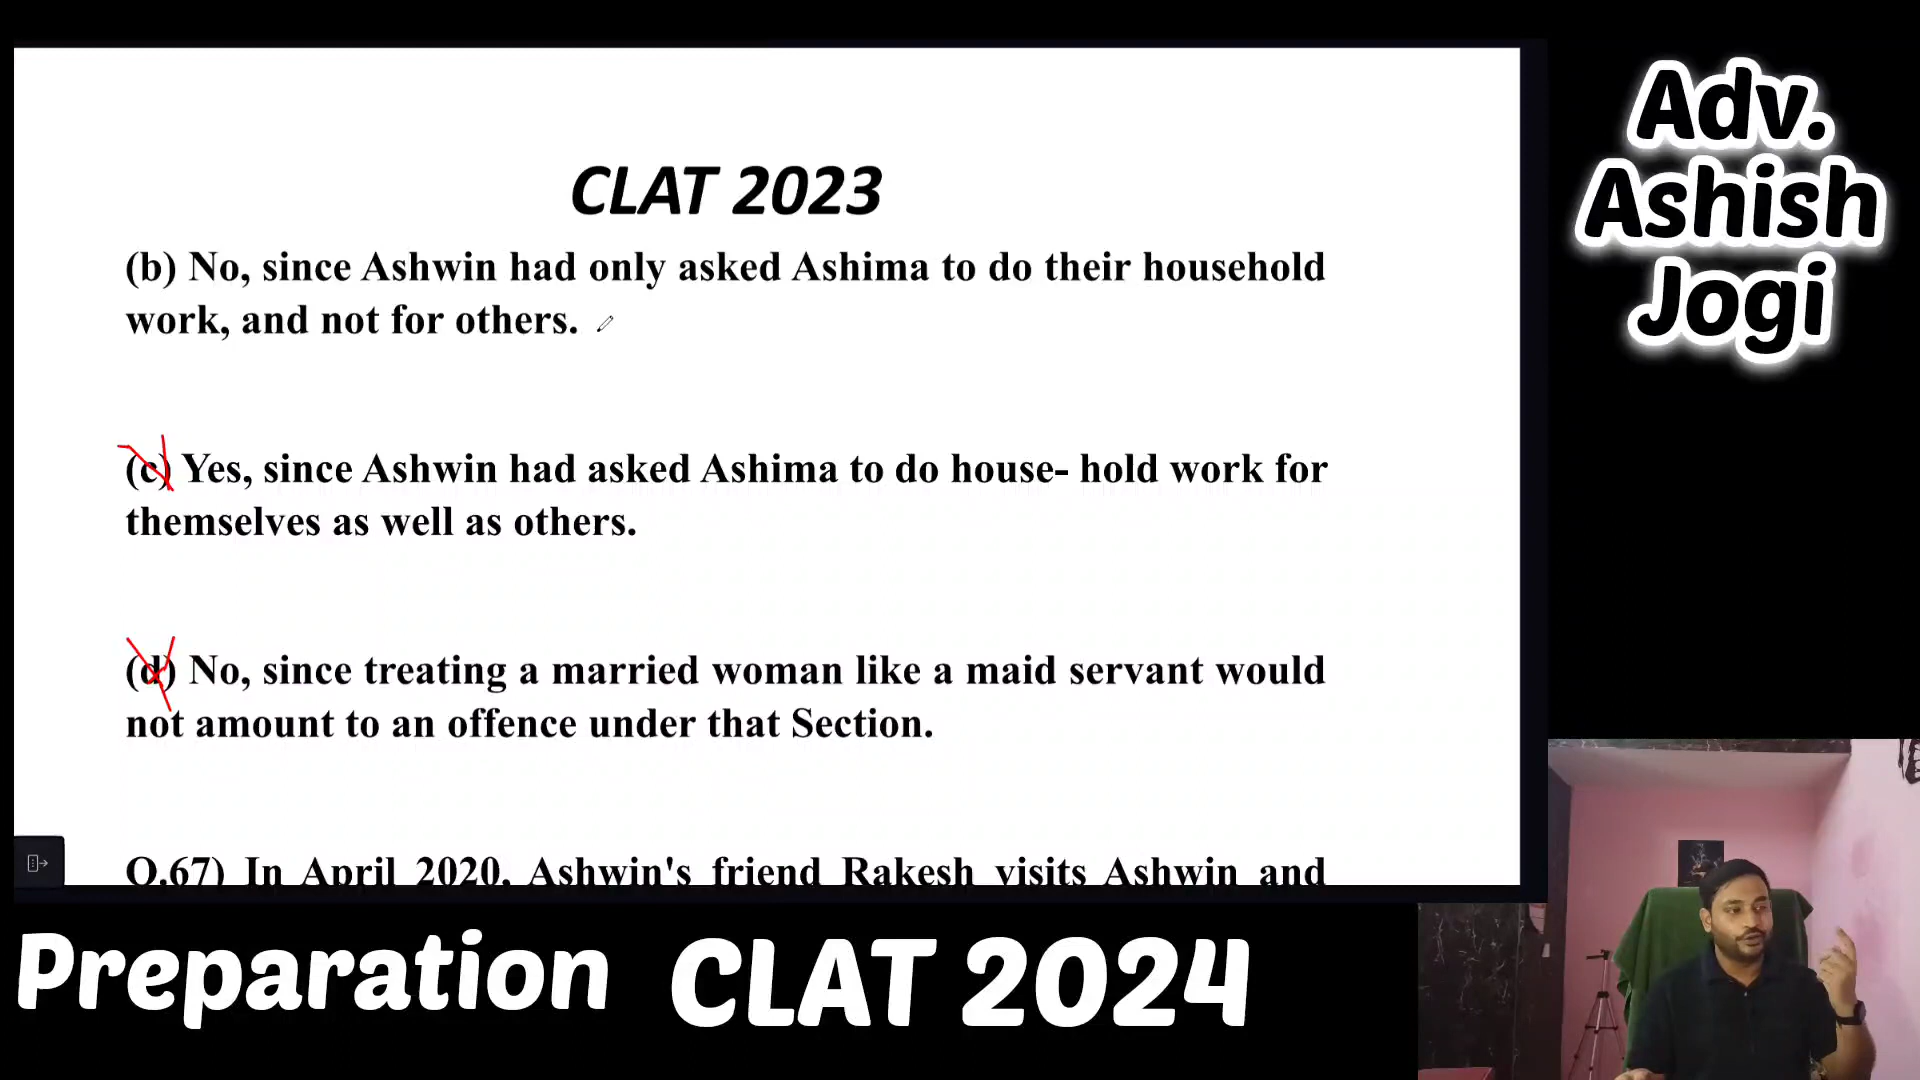 CLAT 2023
(b) No, since Ashwin had only asked Ashima to do their household
work, and not for others.
(c) Yes, since Ashwin had asked Ashima to do house- hold work for
themselves as well as others.
(d) No, since treating a married woman like a maid servant would
not amount to an offence under that Section.
Q.67) In April 2020, Ashwin's friend Rakesh visits Ashwin and
Adv.
Ashish
Jogi
Preparation CLAT 2024